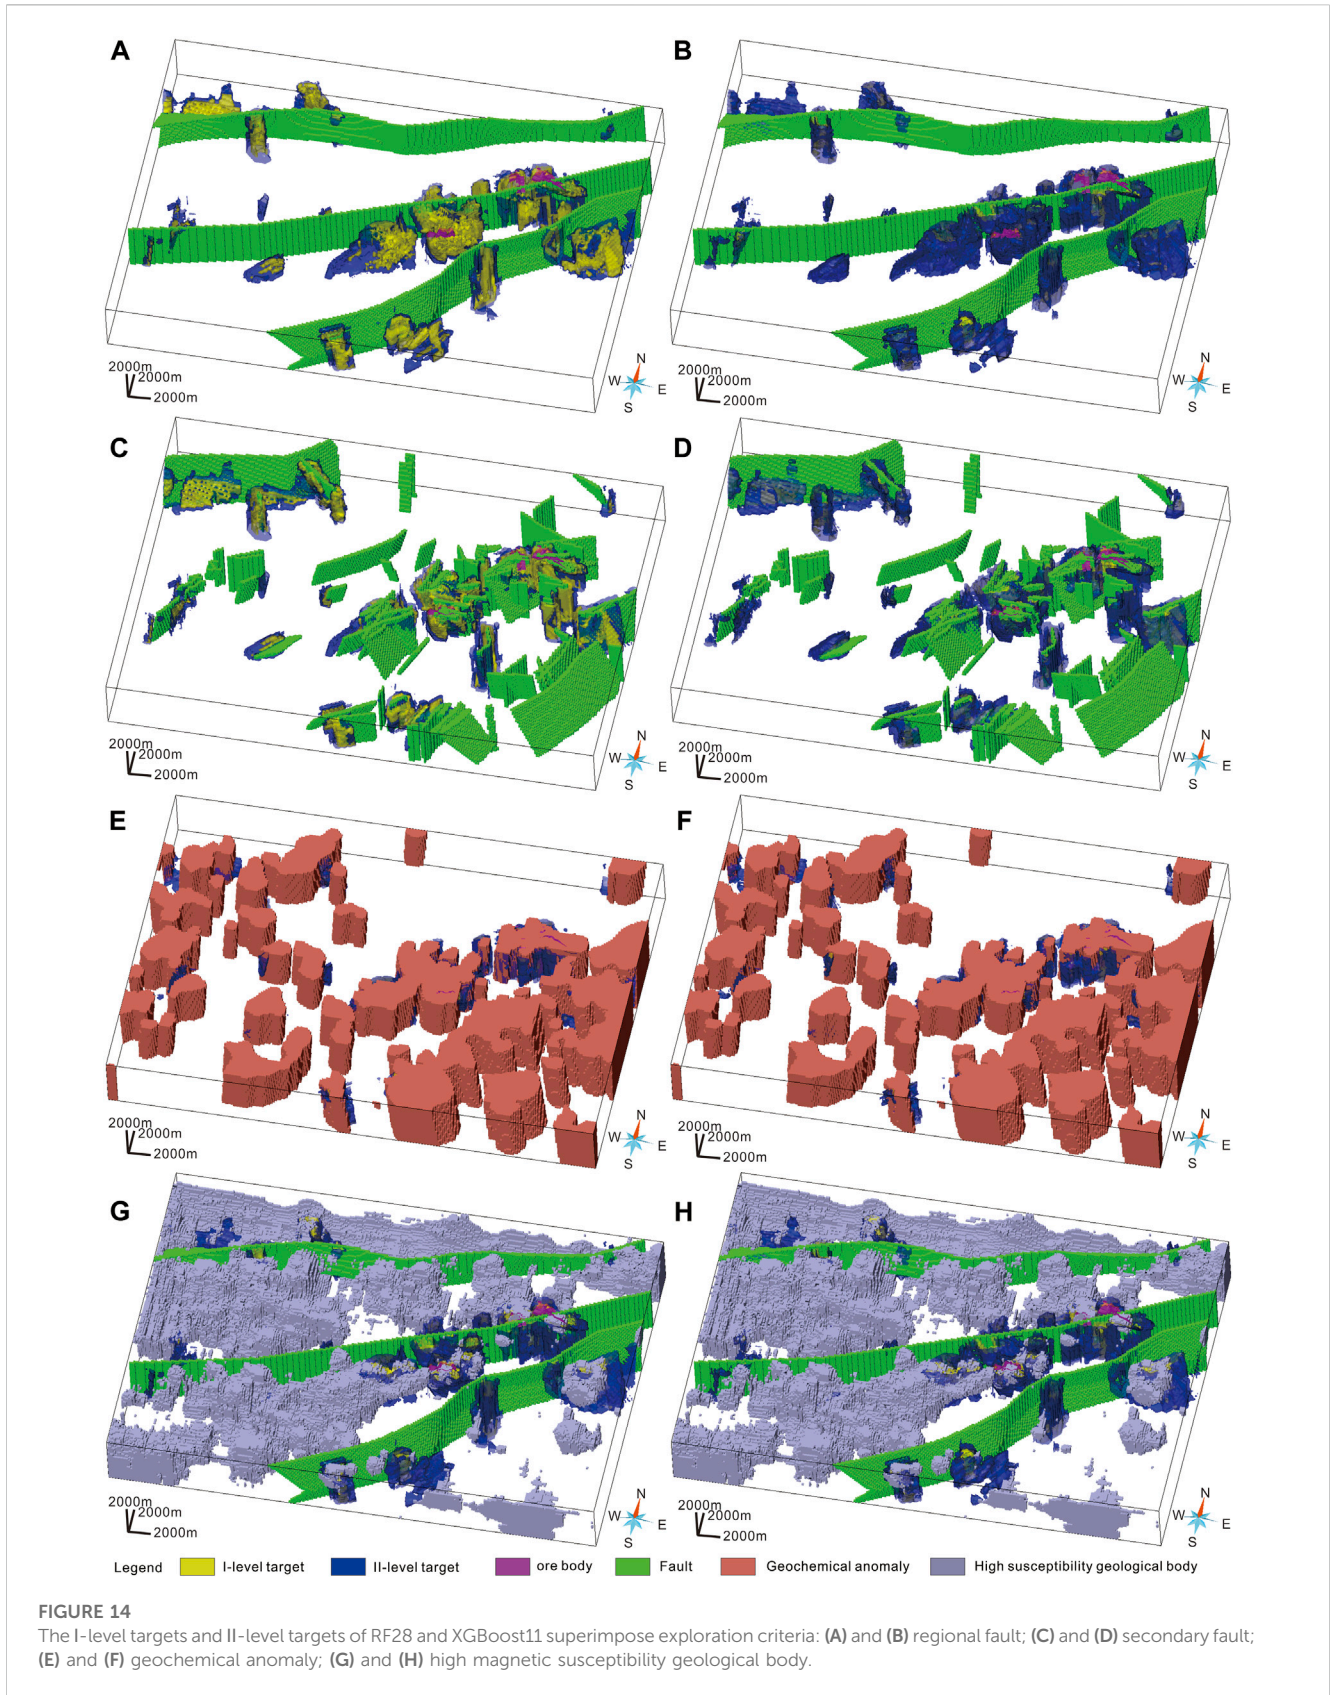 A
B
2000m
2000m
2000m
N
W
E
S
2000m
2000m
2000m
N
W
E
S
C
D
2000m
2000m
2000m
N
W
E
S
2000m
2000m
2000m
N
W
E
S
E
F
2000m
2000m
2000m
N
W
E
S
2000m
2000m
2000m
N
W
E
S
G
H
2000m
2000m
2000m
N
W
E
S
2000m
2000m
2000m
N
W
E
S
Legend I-level target II-level target ore body Fault Geochemical anomaly High susceptibility geological body
FIGURE 14
The I-level targets and II-level targets of RF28 and XGBoost11 superimpose exploration criteria: (A) and (B) regional fault; (C) and (D) secondary fault;
(E) and (F) geochemical anomaly; (G) and (H) high magnetic susceptibility geological body.